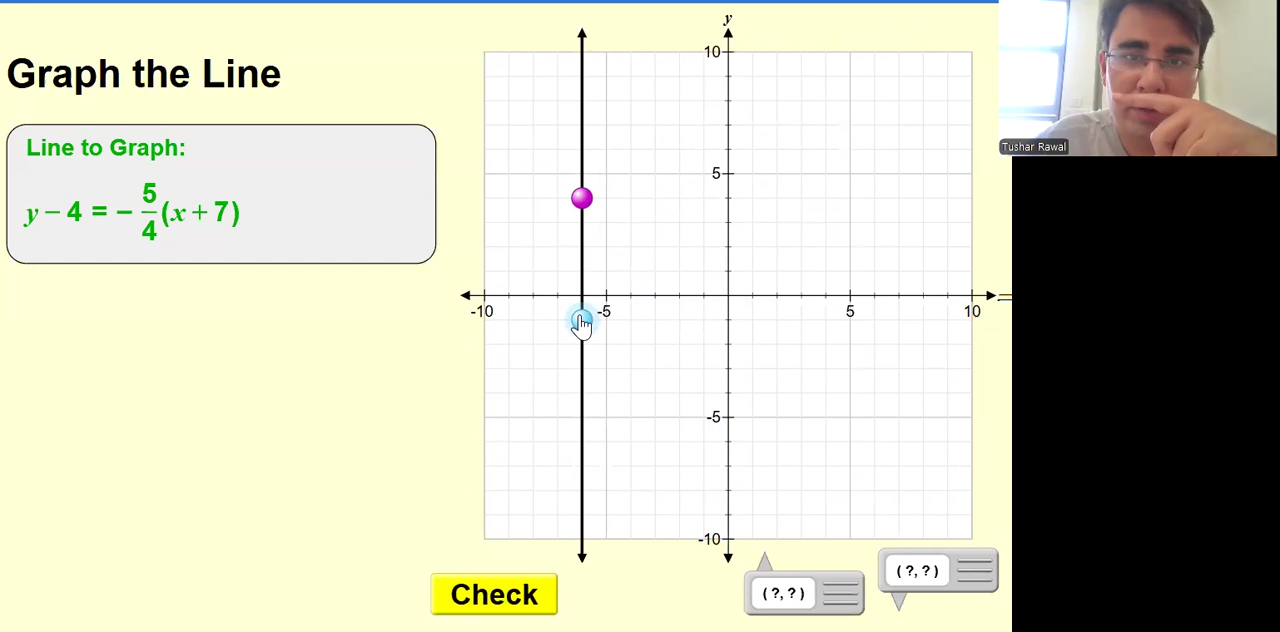 Graph the Line
Line to Graph:
y − 4 = − 5/4 (x + 7)
y
10
5
-10
-5
5
10
-5
-10
Check
( ?, ? )
( ?, ? )
Tushar Rawal